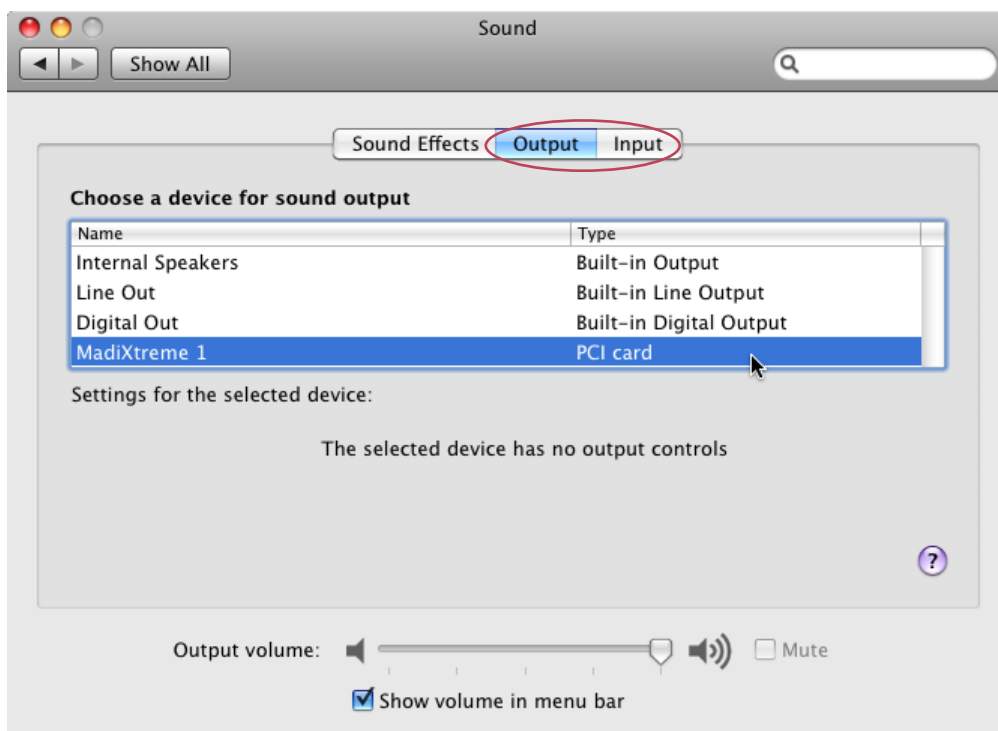 Sound
Show All
Sound Effects Output Input
Choose a device for sound output
Name Type
Internal Speakers Built-in Output
Line Out Built-in Line Output
Digital Out Built-in Digital Output
MadiXtreme 1 PCI card
Settings for the selected device:
The selected device has no output controls
?
Output volume: Mute
Show volume in menu bar